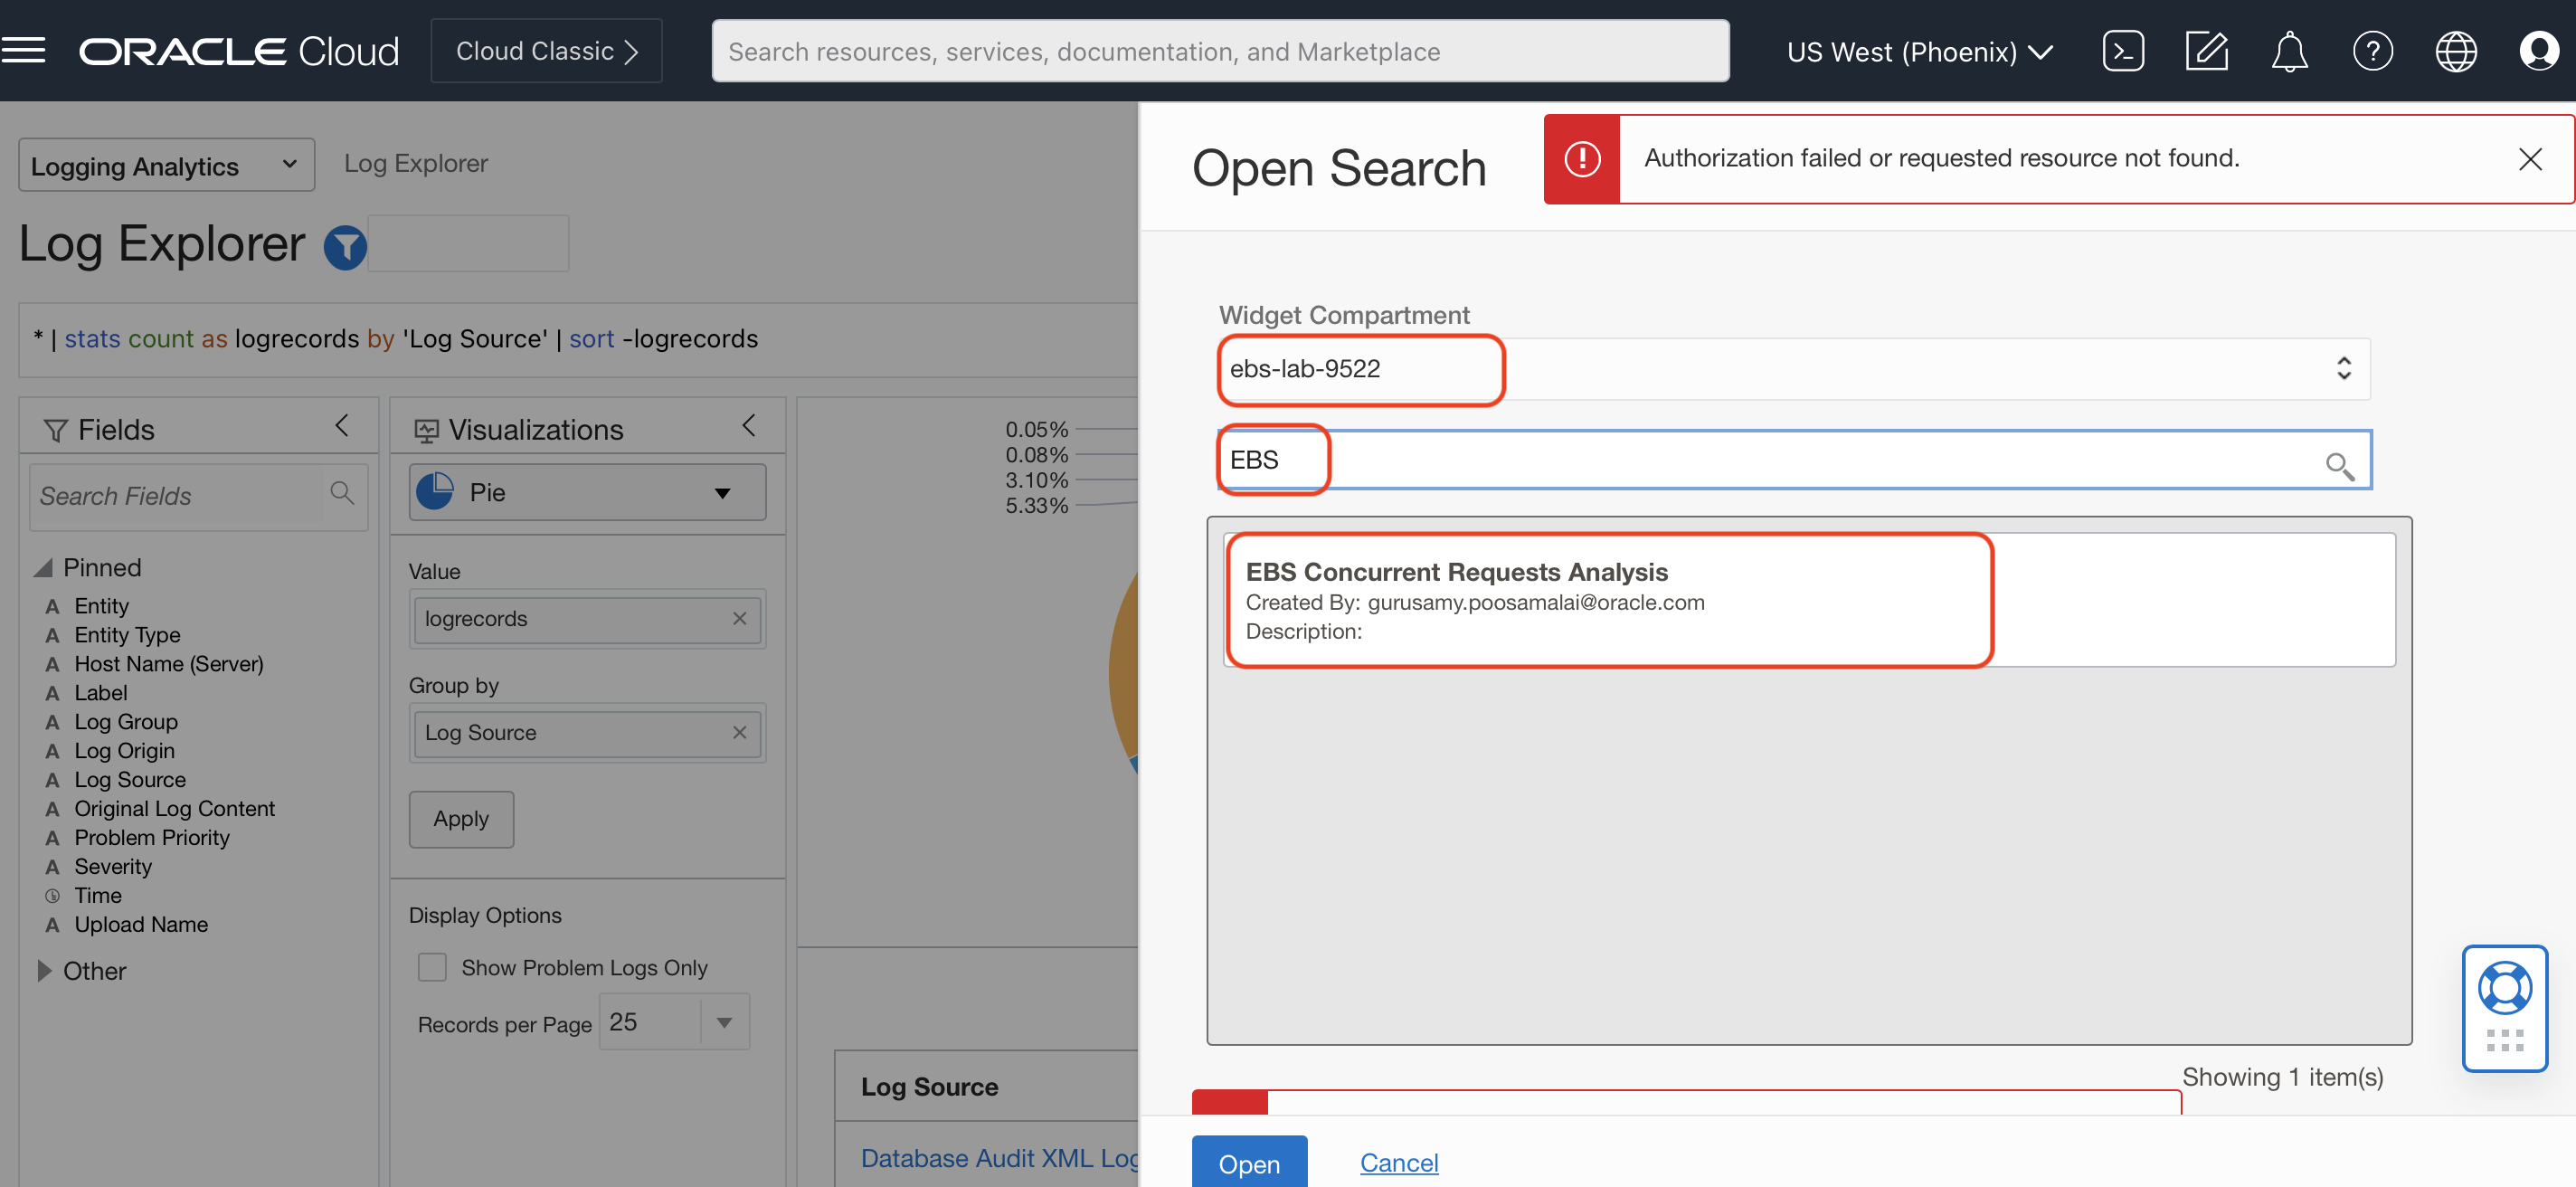 ORACLE Cloud
Cloud Classic
Search resources, services, documentation, and Marketplace
US West (Phoenix)
Logging Analytics
Log Explorer
Log Explorer
* | stats count as logrecords by 'Log Source' | sort -logrecords
Fields
Search Fields
Pinned
A Entity
A Entity Type
A Host Name (Server)
A Label
A Log Group
A Log Origin
A Log Source
A Original Log Content
A Problem Priority
A Severity
Time
A Upload Name
Other
Visualizations
Pie
Value
logrecords
Group by
Log Source
Apply
Display Options
Show Problem Logs Only
Records per Page 25
0.05%
0.08%
3.10%
5.33%
Log Source
Database Audit XML Log
Open Search
Authorization failed or requested resource not found.
Widget Compartment
ebs-lab-9522
EBS
EBS Concurrent Requests Analysis
Created By: gurusamy.poosamalai@oracle.com
Description:
Showing 1 item(s)
Open
Cancel